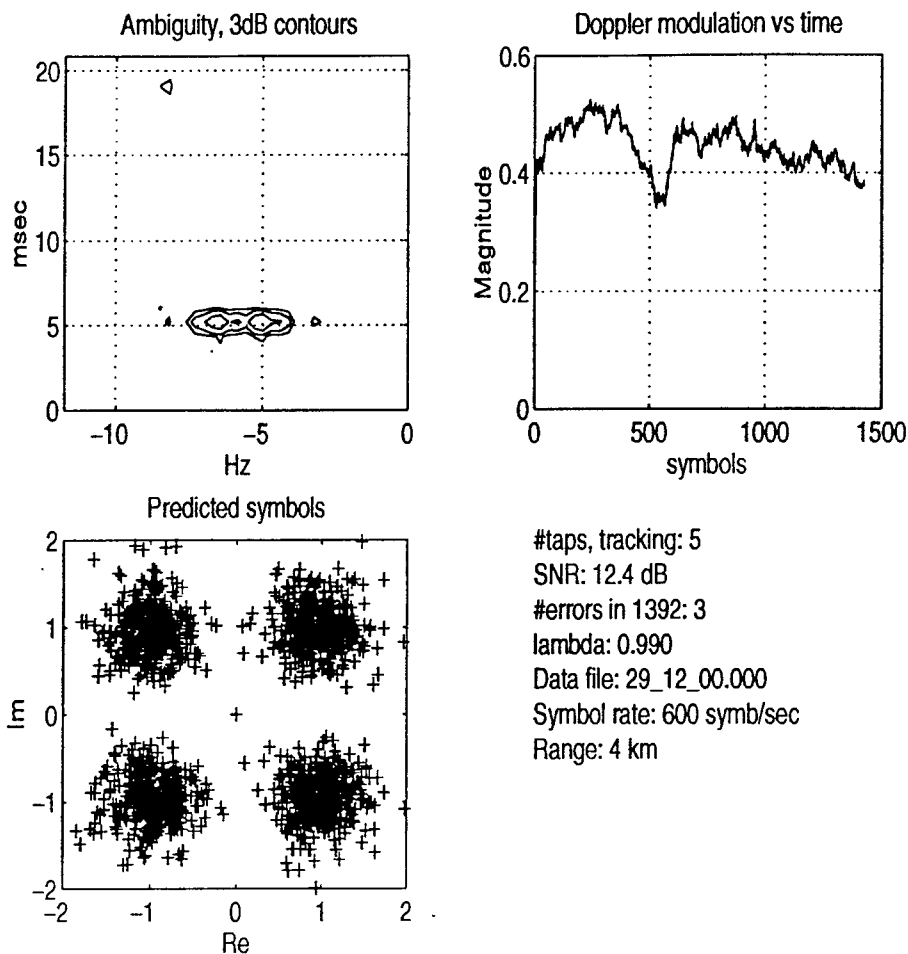 Ambiguity, 3dB contours
20
15
10
5
0
msec
−10
−5
0
Hz
Doppler modulation vs time
0.6
0.4
0.2
0
Magnitude
0
500
1000
1500
symbols
Predicted symbols
2
1
0
−1
−2
Im
−2
−1
0
1
2
Re
#taps, tracking: 5
SNR: 12.4 dB
#errors in 1392: 3
lambda: 0.990
Data file: 29_12_00.000
Symbol rate: 600 symb/sec
Range: 4 km